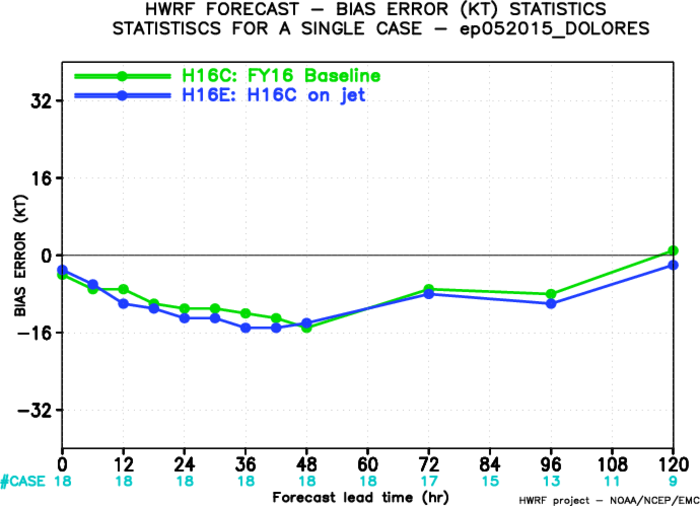 HWRF FORECAST – BIAS ERROR (KT) STATISTICS
STATISTISCS FOR A SINGLE CASE – ep052015_DOLORES
H16C: FY16 Baseline
H16E: H16C on jet
32
16
0
−16
−32
BIAS ERROR (KT)
0 12 24 36 48 60 72 84 96 108 120
#CASE 18 18 18 18 18 18 17 15 13 11 9
Forecast lead time (hr)
HWRF project – NOAA/NCEP/EMC